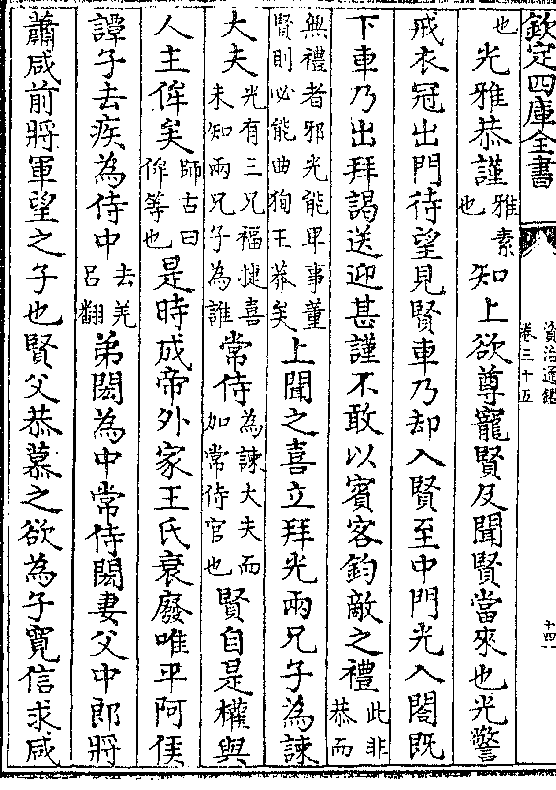 欽定四庫全書
資治通鑑
卷三十五
十四
也光雅恭謹雅素也知上欲尊寵賢及聞賢當來也光警
戒衣冠出門待望見賢車乃却入賢至中門光入閤既
下車乃出拜謁送迎甚謹不敢以賓客鈞敵之禮此非恭而
無禮者邪光能卑事董賢則必能曲狥王莽矣上聞之喜立拜光兩兄子為諫
大夫光有三兄福捷喜未知兩兄子為誰常侍為諫大夫而加常侍官也賢自是權與
人主侔矣師古曰侔等也是時成帝外家王氏衰廢唯平阿侯
譚子去疾為侍中去羌呂翻弟閎為中常侍閎妻父中郎將
蕭咸前將軍望之子也賢父恭慕之欲為子寛信求咸